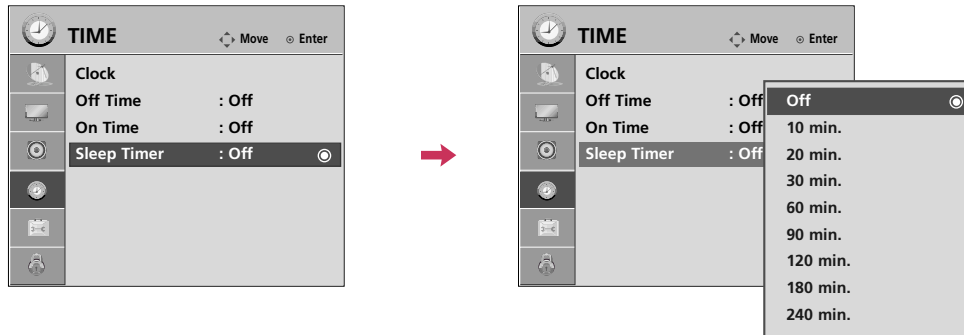 TIME Move Enter
Clock
Off Time : Off
On Time : Off
Sleep Timer : Off
TIME Move Enter
Clock
Off Time : Off
On Time : Off
Sleep Timer : Off
Off
10 min.
20 min.
30 min.
60 min.
90 min.
120 min.
180 min.
240 min.